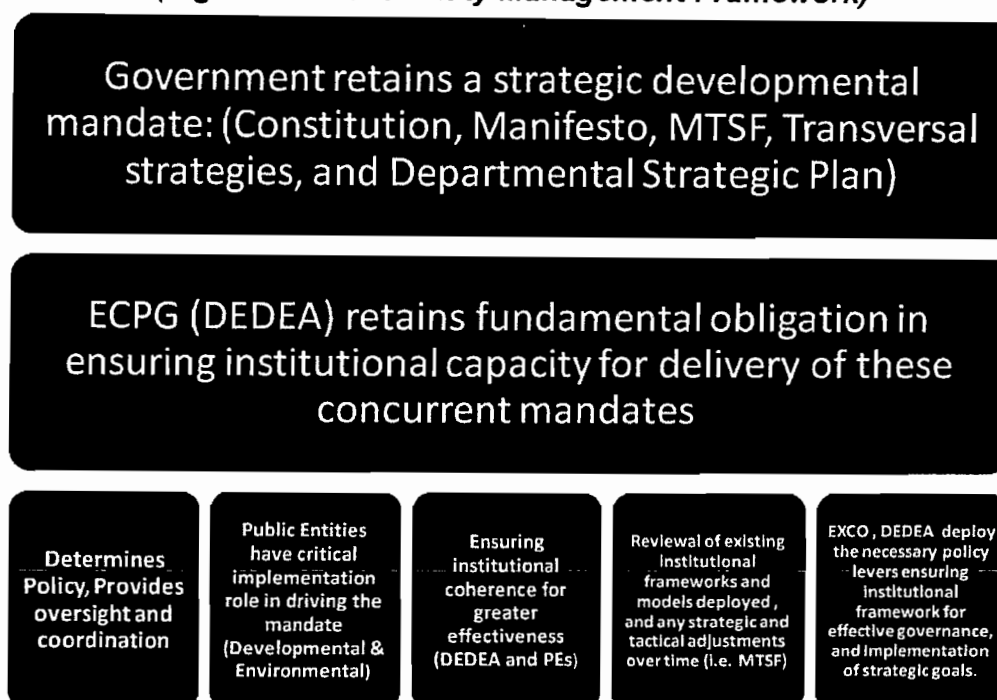 Management Framework)
Government retains a strategic developmental
mandate: (Constitution, Manifesto, MTSF, Transversal
strategies, and Departmental Strategic Plan)
ECPG (DEDEA) retains fundamental obligation in
ensuring institutional capacity for delivery of these
concurrent mandates
Determines
Policy, Provides
oversight and
coordination
Public Entities
have critical
implementation
role in driving the
mandate
(Developmental &
Environmental)
Ensuring
institutional
coherence for
greater
effectiveness
(DEDEA and PEs)
Reviewal of existing
institutional
frameworks and
models deployed,
and any strategic and
tactical adjustments
over time (i.e. MTSF)
EXCO, DEDEA deploy
the necessary policy
levers ensuring
institutional
framework for
effective governance,
and implementation
of strategic goals.